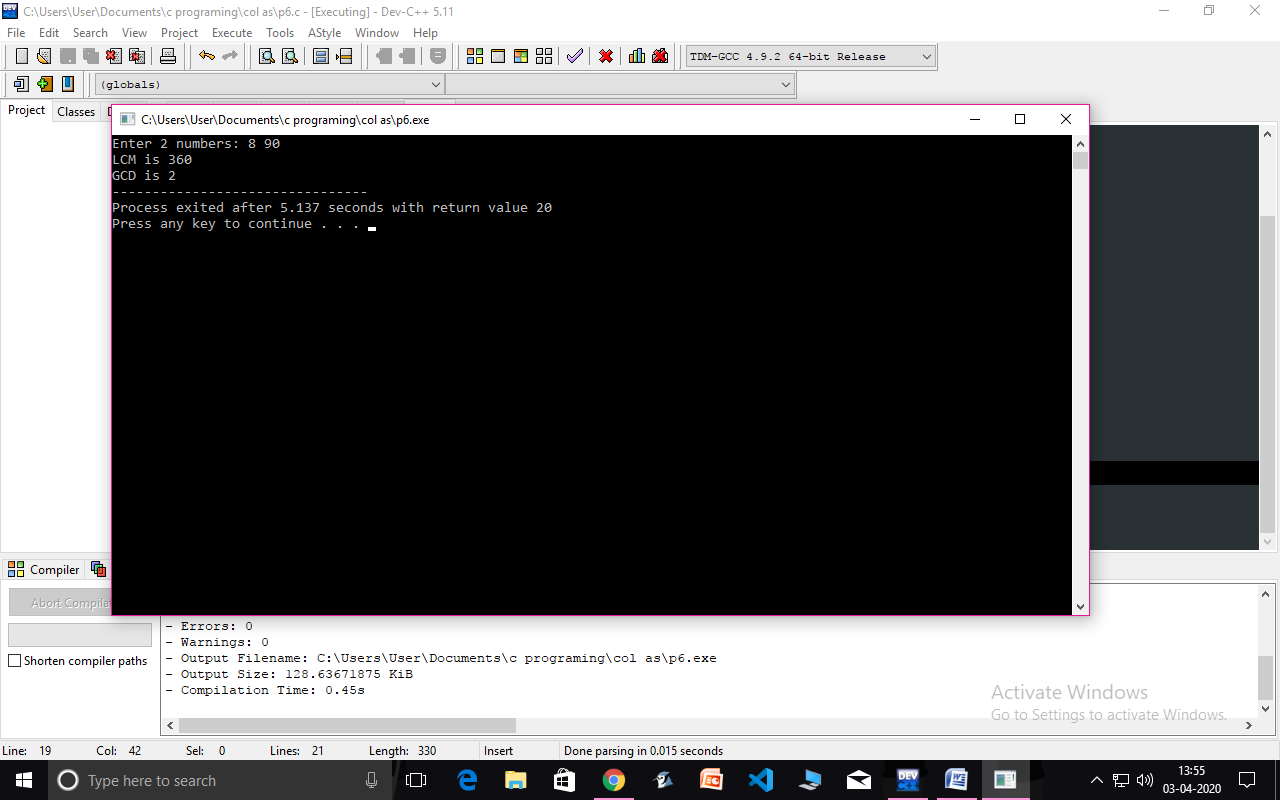 C:\Users\User\Documents\c programing\col as\p6.c - [Executing] - Dev-C++ 5.11
File Edit Search View Project Execute Tools AStyle Window Help
TDM-GCC 4.9.2 64-bit Release
(globals)
Project Classes
C:\Users\User\Documents\c programing\col as\p6.exe
Enter 2 numbers: 8 90
LCM is 360
GCD is 2
--------------------------------
Process exited after 5.137 seconds with return value 20
Press any key to continue . . .
Compiler
Abort Compilat
Shorten compiler paths
- Errors: 0
- Warnings: 0
- Output Filename: C:\Users\User\Documents\c programing\col as\p6.exe
- Output Size: 128.63671875 KiB
- Compilation Time: 0.45s
Activate Windows
Go to Settings to activate Windows.
Line: 19 Col: 42 Sel: 0 Lines: 21 Length: 330 Insert Done parsing in 0.015 seconds
Type here to search
DEV
13:55
03-04-2020